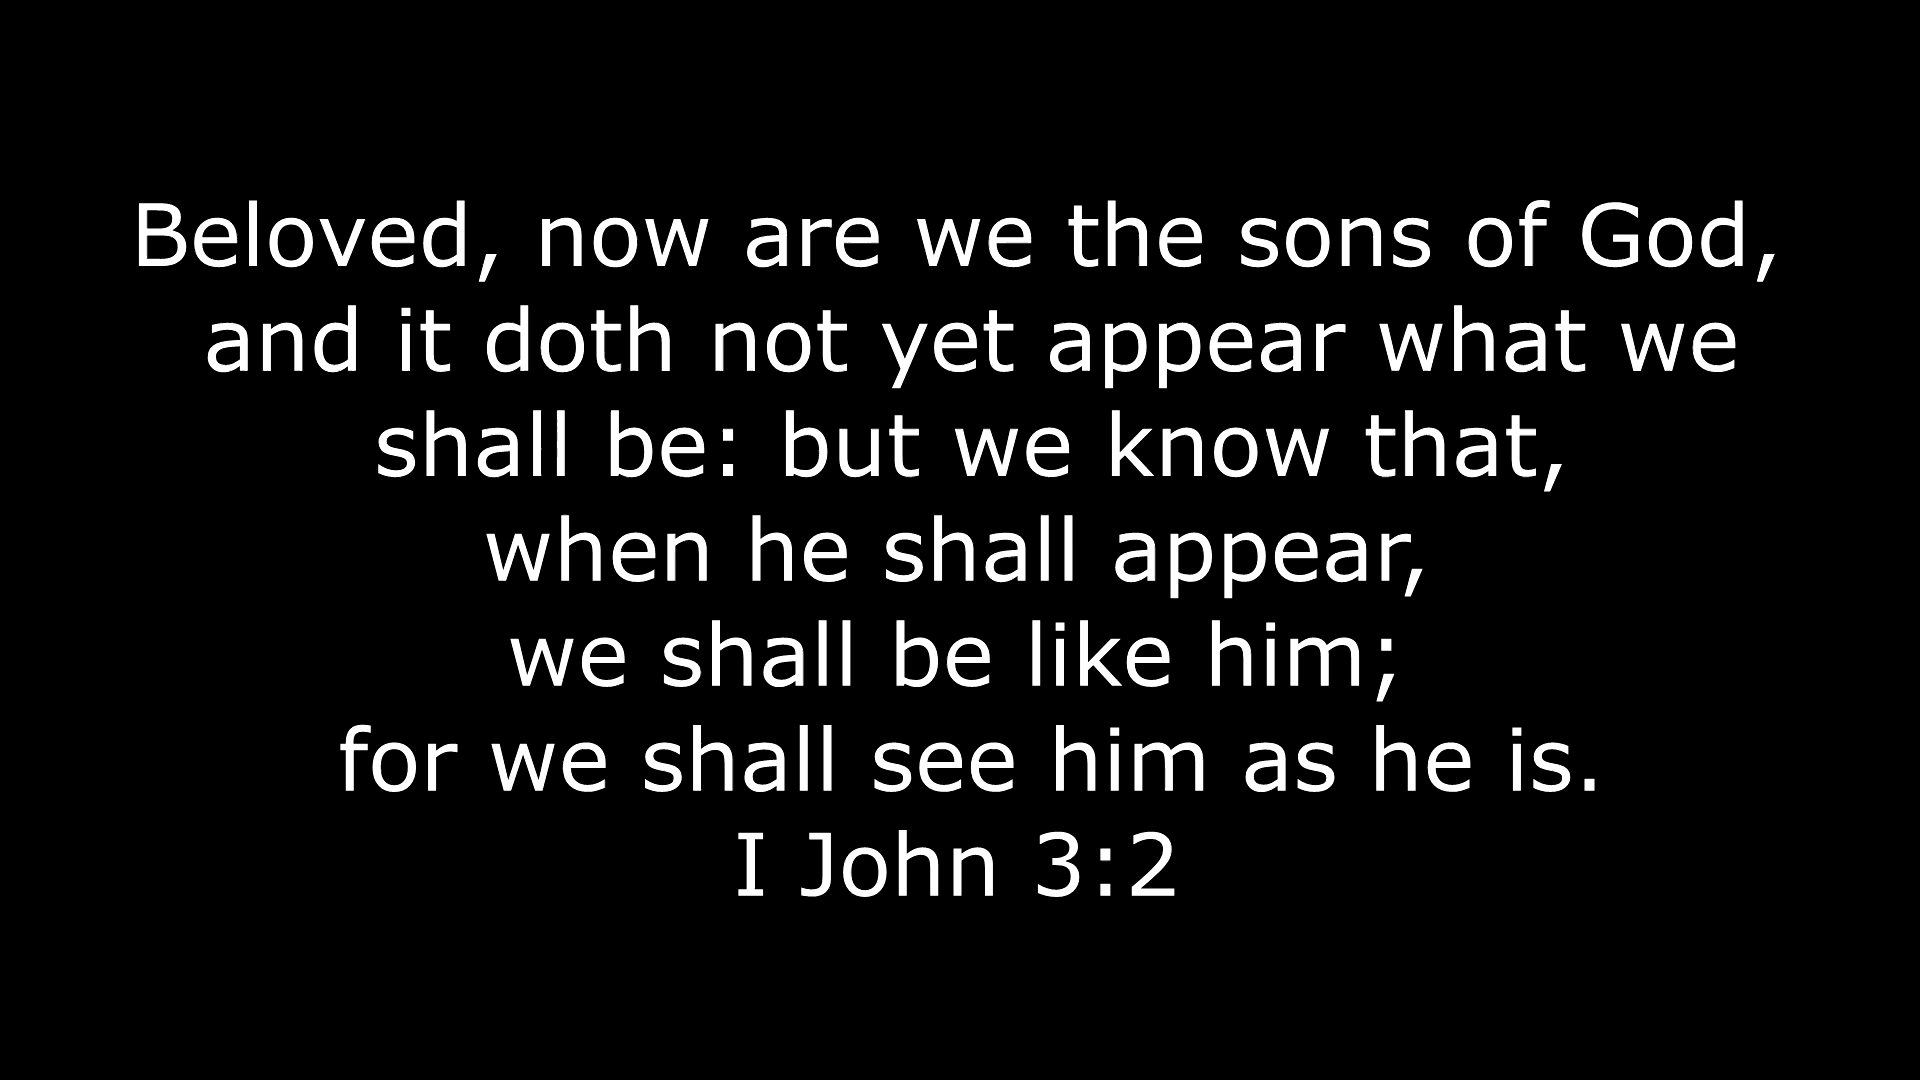 Beloved, now are we the sons of God,
and it doth not yet appear what we
shall be: but we know that,
when he shall appear,
we shall be like him;
for we shall see him as he is.
I John 3:2